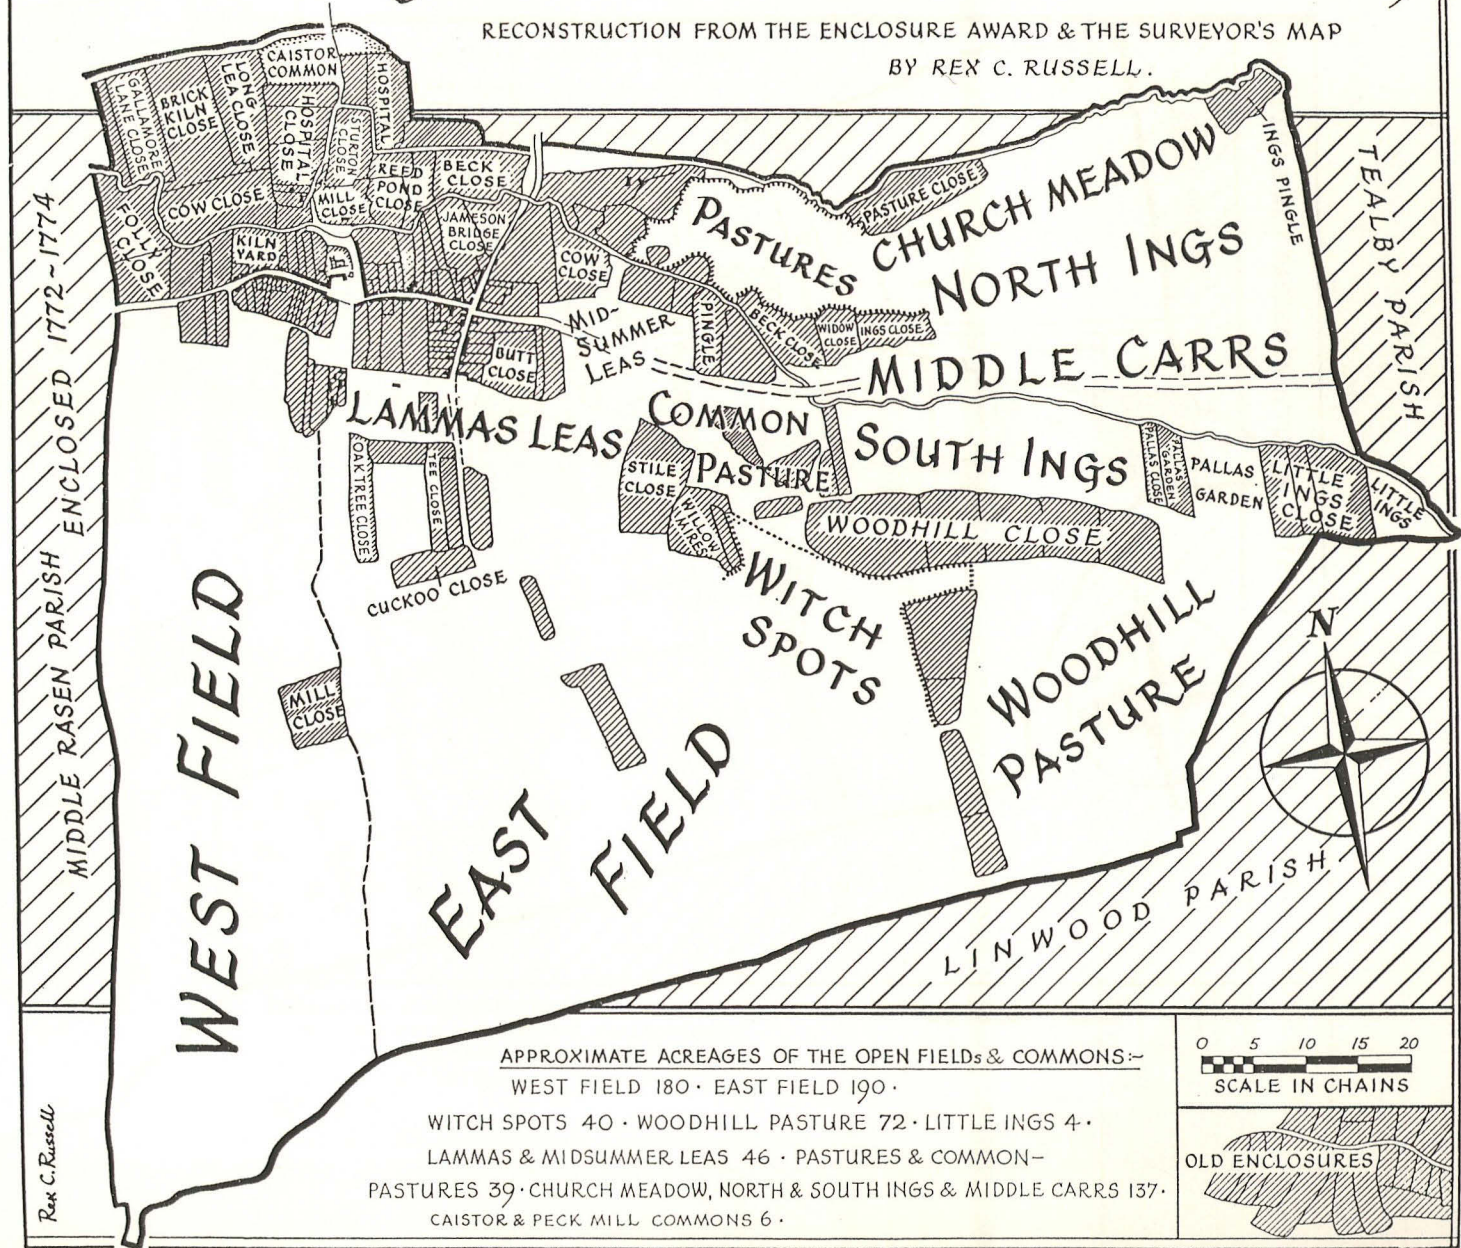 RECONSTRUCTION FROM THE ENCLOSURE AWARD & THE SURVEYOR'S MAP
BY REX C. RUSSELL.
CAISTOR
COMMON
GALLAMORE
LANE CLOSE
BRICK
KILN
CLOSE
LONG
LEA CLOSE
HOSPITAL
CLOSE
STURTON
CLOSE
HOSPITAL
REED
POND
CLOSE
BECK
CLOSE
COW CLOSE
MILL
CLOSE
JAMESON
BRIDGE
CLOSE
FOLLY
CLOSE
KILN
YARD
COW
CLOSE
PASTURES
PASTURE CLOSE
CHURCH MEADOW
NORTH INGS
INGS PINGLE
TEALBY PARISH
MIDDLE RASEN PARISH ENCLOSED 1772~1774
MID-
SUMMER
LEAS
PINGLE
BECK CLOSE
WIDOW
CLOSE
INGS CLOSE
BUTT
CLOSE
MIDDLE CARRS
LAMMAS LEAS
COMMON
PASTURE
SOUTH INGS
OAKTREE CLOSE
TEE CLOSE
STILE
CLOSE
WILLOW
MIRES
PALLAS CLOSE
PALLAS
GARDEN
PALLAS
GARDEN
LITTLE
INGS
CLOSE
LITTLE
INGS
WOODHILL CLOSE
CUCKOO CLOSE
WITCH
SPOTS
WOODHILL
PASTURE
N
MILL
CLOSE
WEST FIELD
EAST
FIELD
LINWOOD PARISH
APPROXIMATE ACREAGES OF THE OPEN FIELDs & COMMONS:-
WEST FIELD 180 · EAST FIELD 190 ·
WITCH SPOTS 40 · WOODHILL PASTURE 72 · LITTLE INGS 4 ·
LAMMAS & MIDSUMMER LEAS 46 · PASTURES & COMMON-
PASTURES 39 · CHURCH MEADOW, NORTH & SOUTH INGS & MIDDLE CARRS 137 ·
CAISTOR & PECK MILL COMMONS 6 ·
0 5 10 15 20
SCALE IN CHAINS
OLD ENCLOSURES
Rex C. Russell